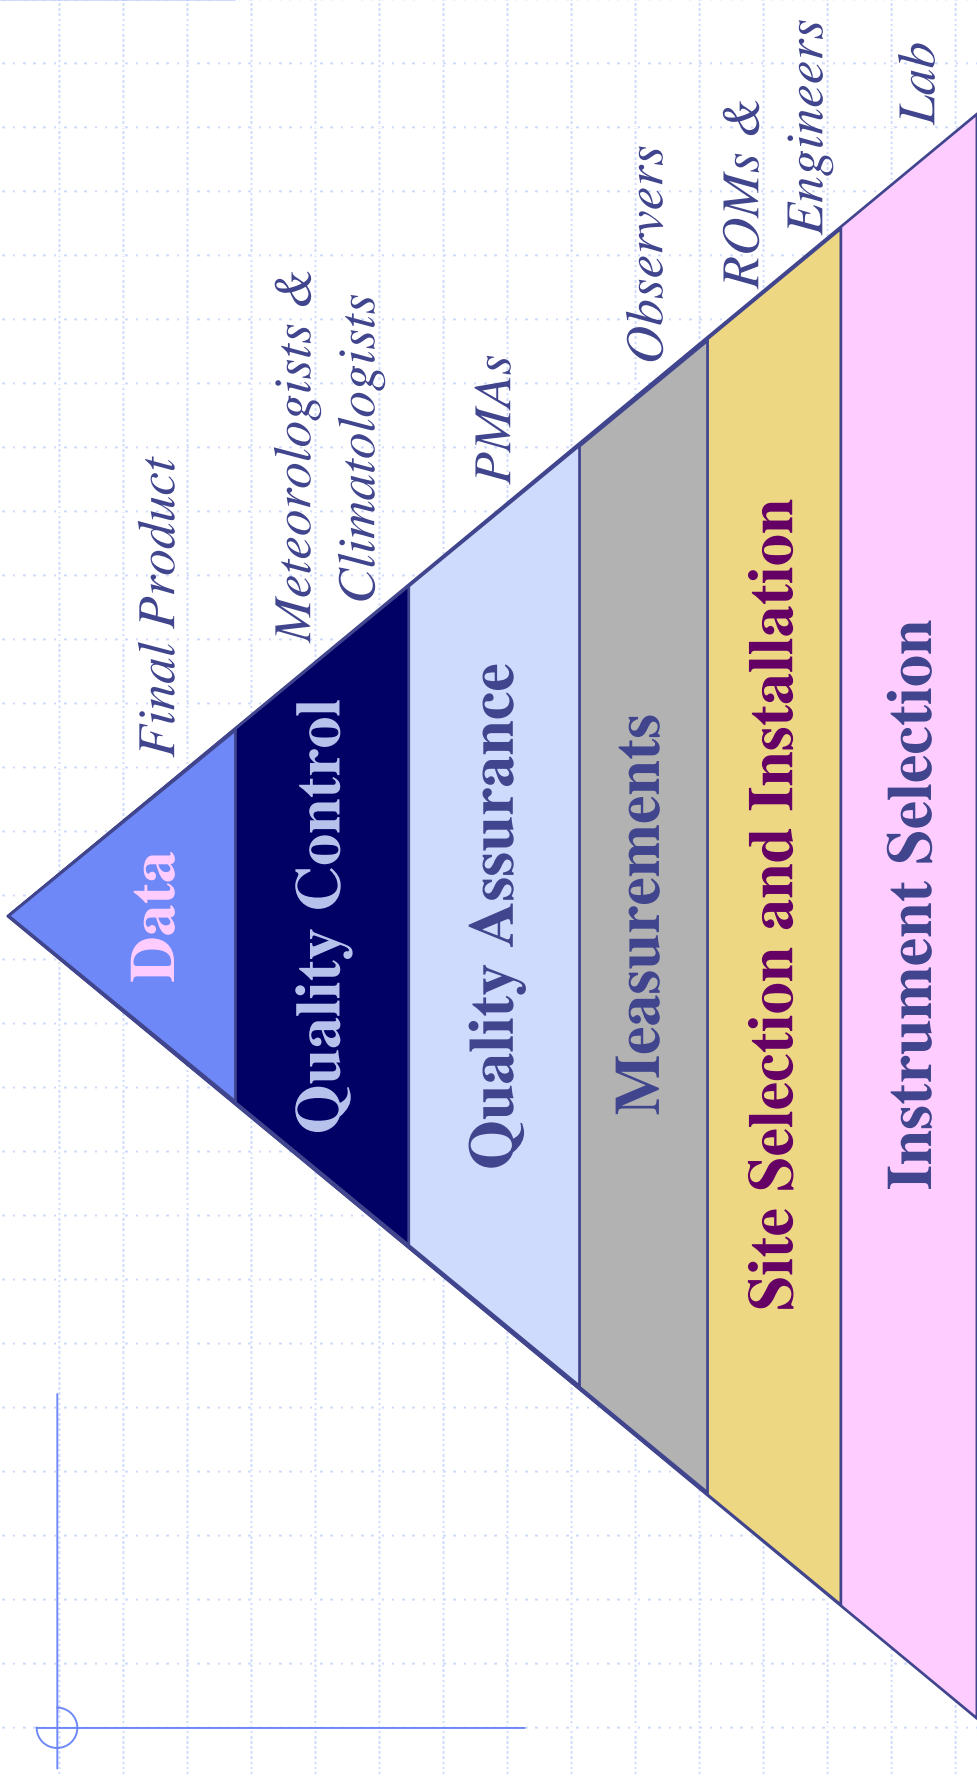 Data
Final Product
Quality Control
Meteorologists &
Climatologists
Quality Assurance
PMAs
Measurements
Observers
Site Selection and Installation
ROMs &
Engineers
Instrument Selection
Lab